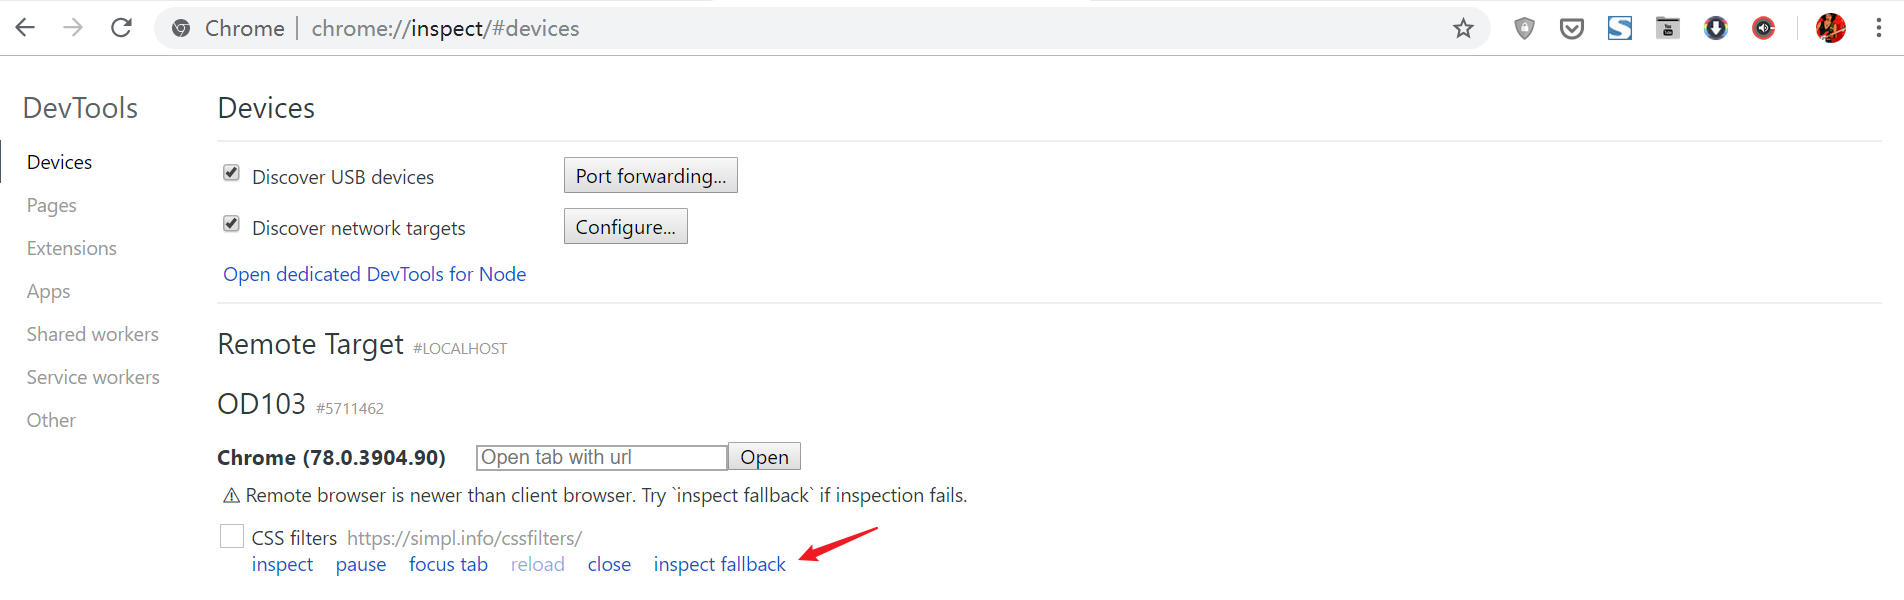 Chrome | chrome://inspect/#devices
DevTools
Devices
Pages
Extensions
Apps
Shared workers
Service workers
Other
Devices
Discover USB devices Port forwarding...
Discover network targets Configure...
Open dedicated DevTools for Node
Remote Target #LOCALHOST
OD103 #5711462
Chrome (78.0.3904.90) Open tab with url Open
⚠ Remote browser is newer than client browser. Try `inspect fallback` if inspection fails.
CSS filters https://simpl.info/cssfilters/
inspect pause focus tab reload close inspect fallback